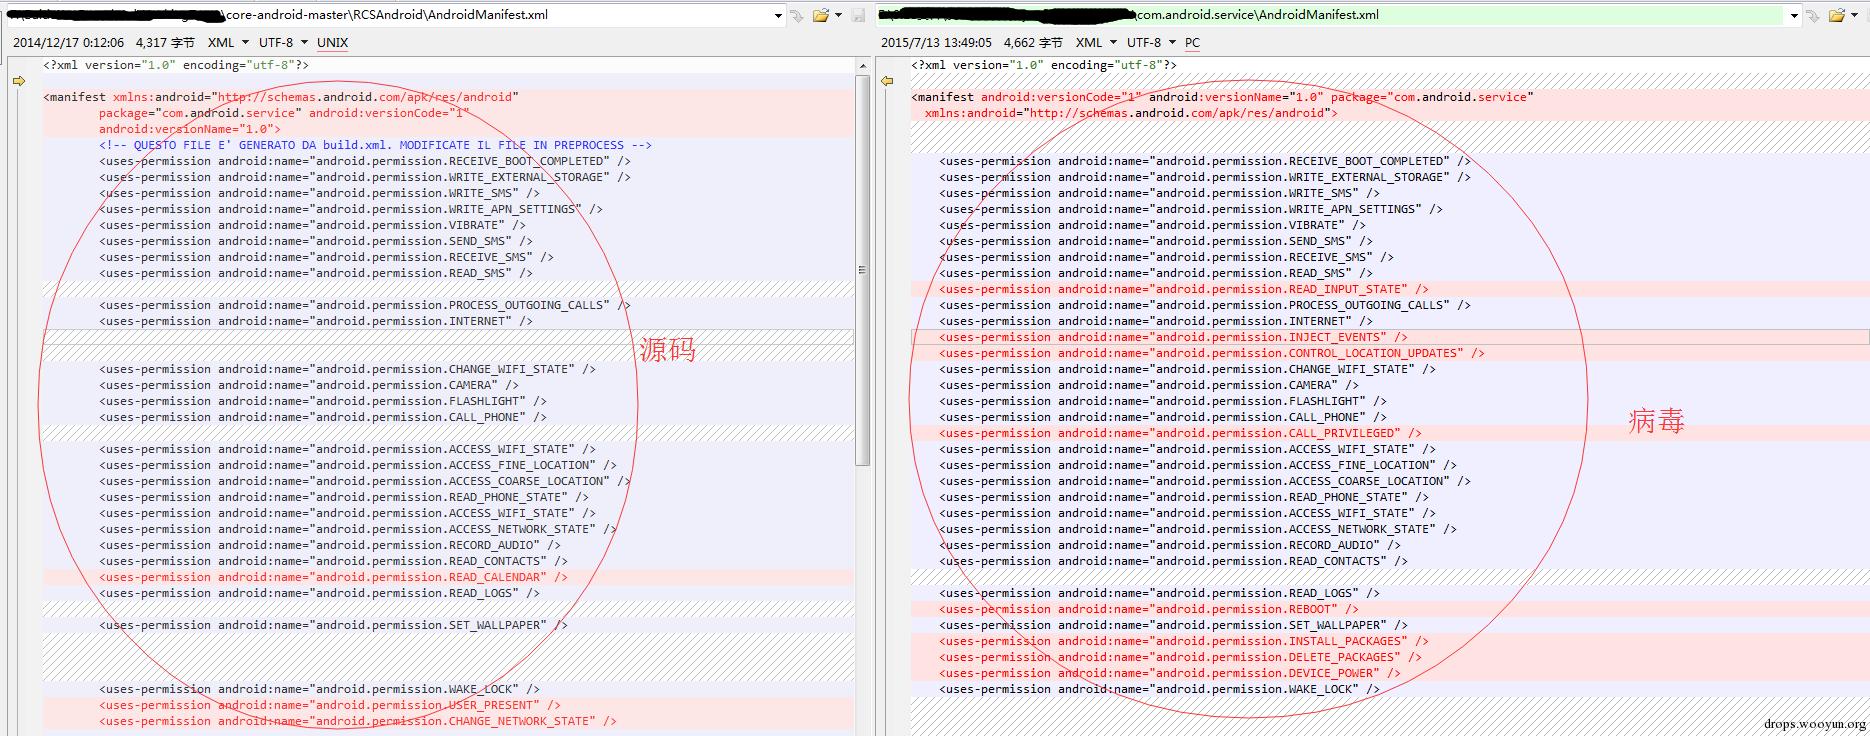 \core-android-master\RCSAndroid\AndroidManifest.xml
2014/12/17 0:12:06 4,317 字节 XML UTF-8 UNIX
<?xml version="1.0" encoding="utf-8"?>
<manifest xmlns:android="http://schemas.android.com/apk/res/android"
package="com.android.service" android:versionCode="1"
android:versionName="1.0">
<!-- QUESTO FILE E' GENERATO DA build.xml. MODIFICATE IL FILE IN PREPROCESS -->
<uses-permission android:name="android.permission.RECEIVE_BOOT_COMPLETED" />
<uses-permission android:name="android.permission.WRITE_EXTERNAL_STORAGE" />
<uses-permission android:name="android.permission.WRITE_SMS" />
<uses-permission android:name="android.permission.WRITE_APN_SETTINGS" />
<uses-permission android:name="android.permission.VIBRATE" />
<uses-permission android:name="android.permission.SEND_SMS" />
<uses-permission android:name="android.permission.RECEIVE_SMS" />
<uses-permission android:name="android.permission.READ_SMS" />
<uses-permission android:name="android.permission.PROCESS_OUTGOING_CALLS" />
<uses-permission android:name="android.permission.INTERNET" />
<uses-permission android:name="android.permission.CHANGE_WIFI_STATE" />
<uses-permission android:name="android.permission.CAMERA" />
<uses-permission android:name="android.permission.FLASHLIGHT" />
<uses-permission android:name="android.permission.CALL_PHONE" />
<uses-permission android:name="android.permission.ACCESS_WIFI_STATE" />
<uses-permission android:name="android.permission.ACCESS_FINE_LOCATION" />
<uses-permission android:name="android.permission.ACCESS_COARSE_LOCATION" />
<uses-permission android:name="android.permission.READ_PHONE_STATE" />
<uses-permission android:name="android.permission.ACCESS_WIFI_STATE" />
<uses-permission android:name="android.permission.ACCESS_NETWORK_STATE" />
<uses-permission android:name="android.permission.RECORD_AUDIO" />
<uses-permission android:name="android.permission.READ_CONTACTS" />
<uses-permission android:name="android.permission.READ_CALENDAR" />
<uses-permission android:name="android.permission.READ_LOGS" />
<uses-permission android:name="android.permission.SET_WALLPAPER" />
<uses-permission android:name="android.permission.WAKE_LOCK" />
<uses-permission android:name="android.permission.USER_PRESENT" />
<uses-permission android:name="android.permission.CHANGE_NETWORK_STATE" />
源码
\com.android.service\AndroidManifest.xml
2015/7/13 13:49:05 4,662 字节 XML UTF-8 PC
<?xml version="1.0" encoding="utf-8"?>
<manifest android:versionCode="1" android:versionName="1.0" package="com.android.service"
xmlns:android="http://schemas.android.com/apk/res/android">
<uses-permission android:name="android.permission.RECEIVE_BOOT_COMPLETED" />
<uses-permission android:name="android.permission.WRITE_EXTERNAL_STORAGE" />
<uses-permission android:name="android.permission.WRITE_SMS" />
<uses-permission android:name="android.permission.WRITE_APN_SETTINGS" />
<uses-permission android:name="android.permission.VIBRATE" />
<uses-permission android:name="android.permission.SEND_SMS" />
<uses-permission android:name="android.permission.RECEIVE_SMS" />
<uses-permission android:name="android.permission.READ_SMS" />
<uses-permission android:name="android.permission.READ_INPUT_STATE" />
<uses-permission android:name="android.permission.PROCESS_OUTGOING_CALLS" />
<uses-permission android:name="android.permission.INTERNET" />
<uses-permission android:name="android.permission.INJECT_EVENTS" />
<uses-permission android:name="android.permission.CONTROL_LOCATION_UPDATES" />
<uses-permission android:name="android.permission.CHANGE_WIFI_STATE" />
<uses-permission android:name="android.permission.CAMERA" />
<uses-permission android:name="android.permission.FLASHLIGHT" />
<uses-permission android:name="android.permission.CALL_PHONE" />
<uses-permission android:name="android.permission.CALL_PRIVILEGED" />
<uses-permission android:name="android.permission.ACCESS_WIFI_STATE" />
<uses-permission android:name="android.permission.ACCESS_FINE_LOCATION" />
<uses-permission android:name="android.permission.ACCESS_COARSE_LOCATION" />
<uses-permission android:name="android.permission.READ_PHONE_STATE" />
<uses-permission android:name="android.permission.ACCESS_WIFI_STATE" />
<uses-permission android:name="android.permission.ACCESS_NETWORK_STATE" />
<uses-permission android:name="android.permission.RECORD_AUDIO" />
<uses-permission android:name="android.permission.READ_CONTACTS" />
<uses-permission android:name="android.permission.READ_LOGS" />
<uses-permission android:name="android.permission.REBOOT" />
<uses-permission android:name="android.permission.SET_WALLPAPER" />
<uses-permission android:name="android.permission.INSTALL_PACKAGES" />
<uses-permission android:name="android.permission.DELETE_PACKAGES" />
<uses-permission android:name="android.permission.DEVICE_POWER" />
<uses-permission android:name="android.permission.WAKE_LOCK" />
病毒
drops.wooyun.org